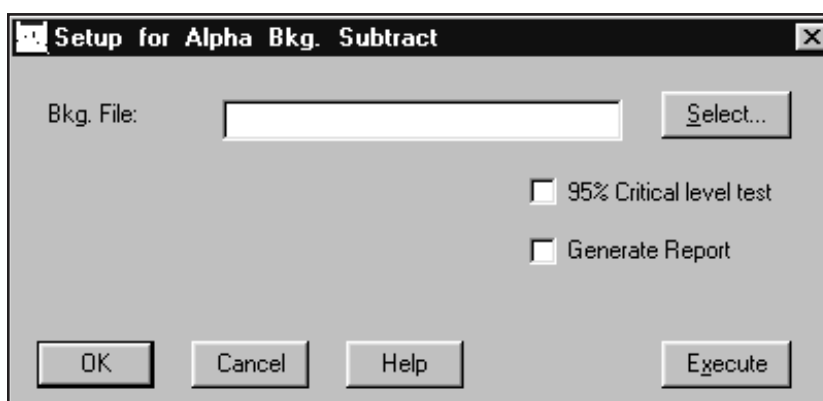 Setup for Alpha Bkg. Subtract
Bkg. File:
Select...
95% Critical level test
Generate Report
OK Cancel Help Execute